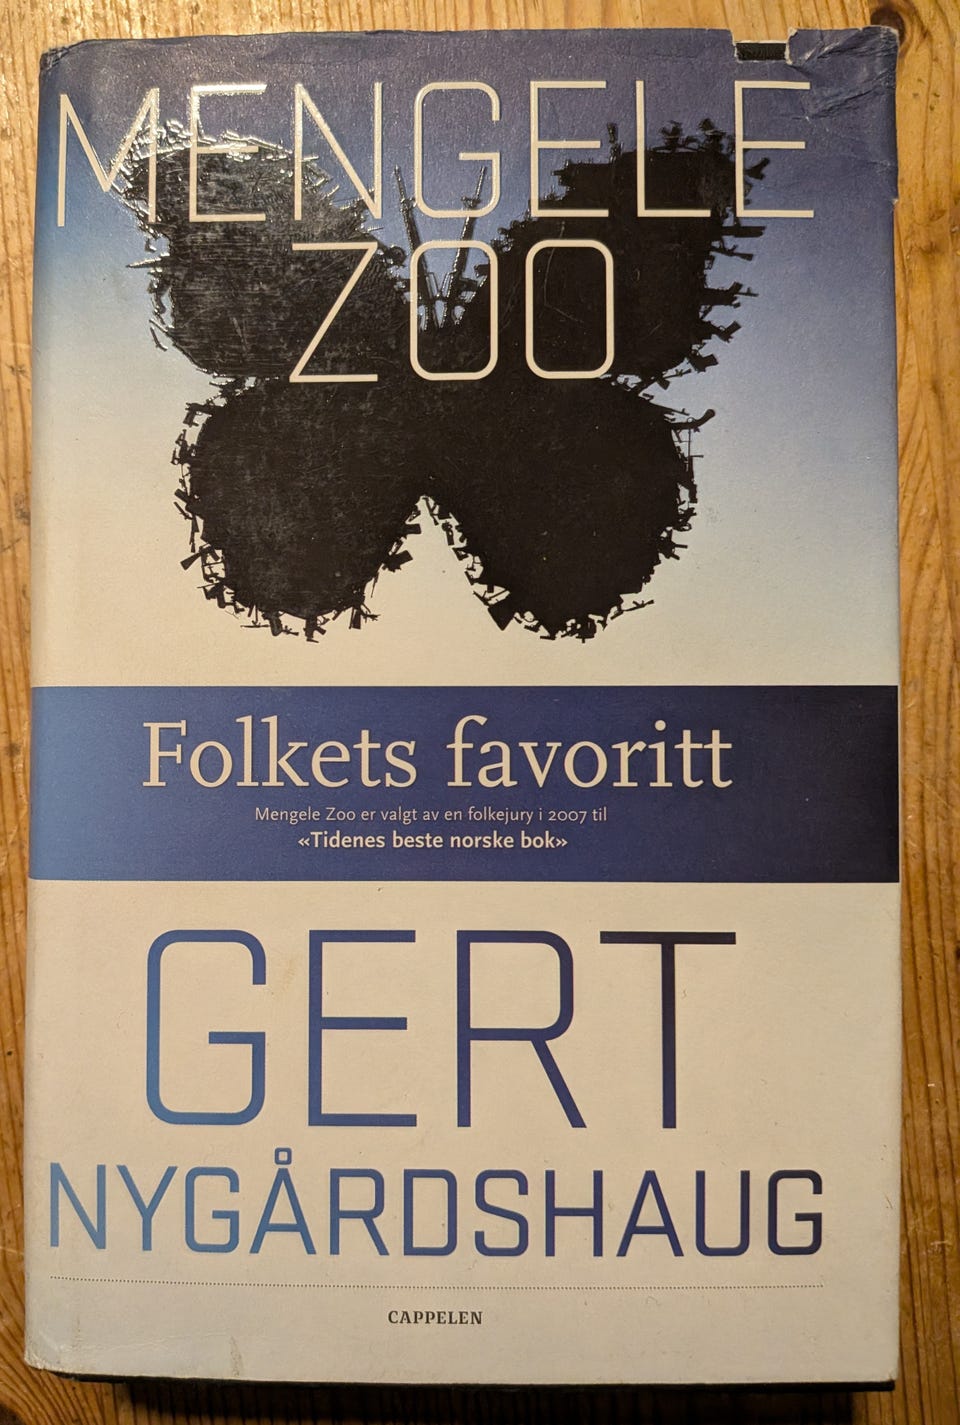 MENGELE
ZOO
Folkets favoritt
Mengele Zoo er valgt av en folkejury i 2007 til
«Tidenes beste norske bok»
GERT
NYGÅRDSHAUG
CAPPELEN